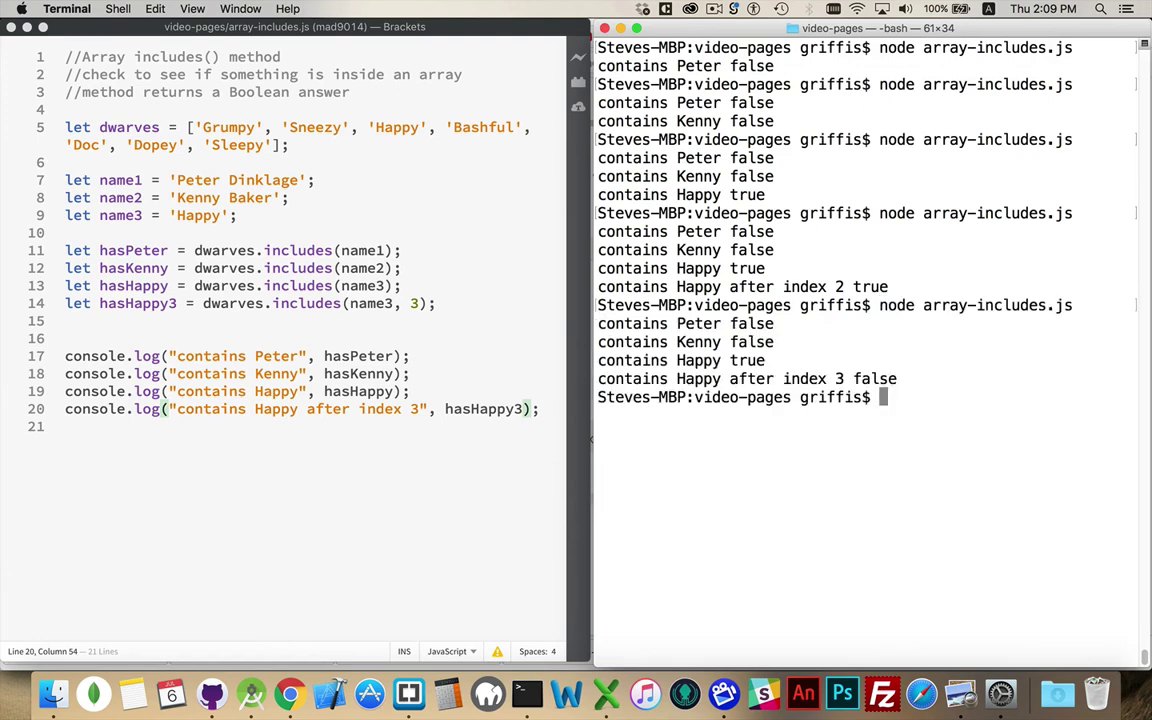 Terminal Shell Edit View Window Help
100% Thu 2:09 PM
video-pages/array-includes.js (mad9014) — Brackets
1 //Array includes() method
2 //check to see if something is inside an array
3 //method returns a Boolean answer
4
5 let dwarves = ['Grumpy', 'Sneezy', 'Happy', 'Bashful',
'Doc', 'Dopey', 'Sleepy'];
6
7 let name1 = 'Peter Dinklage';
8 let name2 = 'Kenny Baker';
9 let name3 = 'Happy';
10
11 let hasPeter = dwarves.includes(name1);
12 let hasKenny = dwarves.includes(name2);
13 let hasHappy = dwarves.includes(name3);
14 let hasHappy3 = dwarves.includes(name3, 3);
15
16
17 console.log("contains Peter", hasPeter);
18 console.log("contains Kenny", hasKenny);
19 console.log("contains Happy", hasHappy);
20 console.log("contains Happy after index 3", hasHappy3);
21
Line 20, Column 54 — 21 Lines
INS JavaScript Spaces: 4
video-pages — -bash — 61×34
Steves-MBP:video-pages griffis$ node array-includes.js
contains Peter false
Steves-MBP:video-pages griffis$ node array-includes.js
contains Peter false
contains Kenny false
Steves-MBP:video-pages griffis$ node array-includes.js
contains Peter false
contains Kenny false
contains Happy true
Steves-MBP:video-pages griffis$ node array-includes.js
contains Peter false
contains Kenny false
contains Happy true
contains Happy after index 2 true
Steves-MBP:video-pages griffis$ node array-includes.js
contains Peter false
contains Kenny false
contains Happy true
contains Happy after index 3 false
Steves-MBP:video-pages griffis$
6
An
Ps
Fz